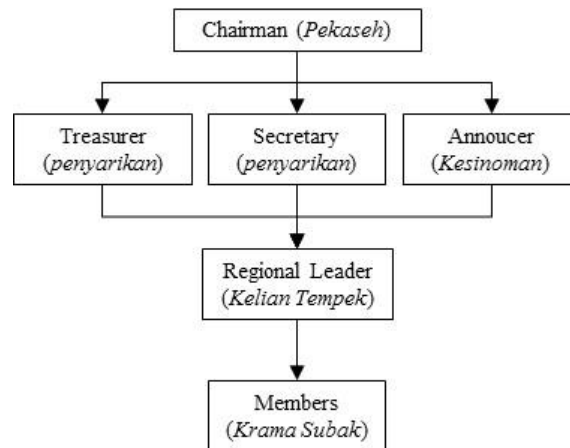 Chairman (Pekaseh)
Treasurer
(penyarikan)
Secretary
(penyarikan)
Annoucer
(Kesinoman)
Regional Leader
(Kelian Tempek)
Members
(Krama Subak)